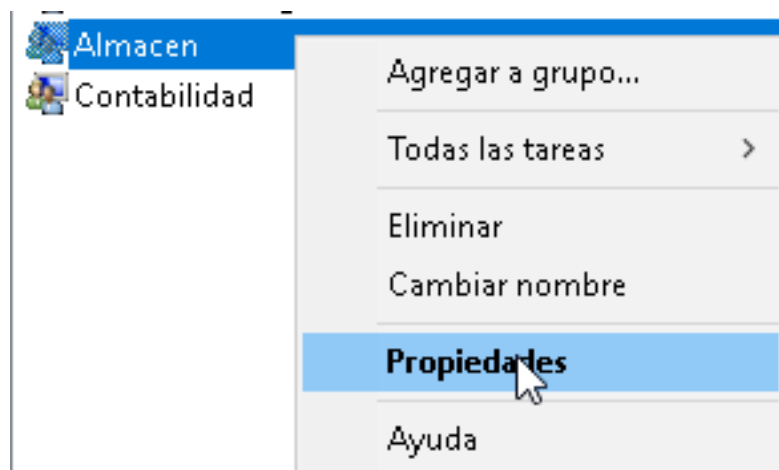 Almacen
Contabilidad
Agregar a grupo...
Todas las tareas
Eliminar
Cambiar nombre
Propiedades
Ayuda